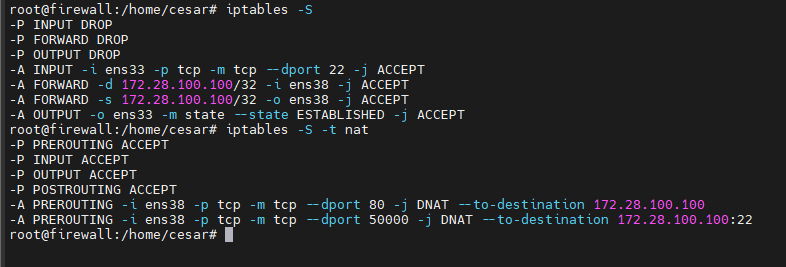 root@firewall:/home/cesar# iptables -S
-P INPUT DROP
-P FORWARD DROP
-P OUTPUT DROP
-A INPUT -i ens33 -p tcp -m tcp --dport 22 -j ACCEPT
-A FORWARD -d 172.28.100.100/32 -i ens38 -j ACCEPT
-A FORWARD -s 172.28.100.100/32 -o ens38 -j ACCEPT
-A OUTPUT -o ens33 -m state --state ESTABLISHED -j ACCEPT
root@firewall:/home/cesar# iptables -S -t nat
-P PREROUTING ACCEPT
-P INPUT ACCEPT
-P OUTPUT ACCEPT
-P POSTROUTING ACCEPT
-A PREROUTING -i ens38 -p tcp -m tcp --dport 80 -j DNAT --to-destination 172.28.100.100
-A PREROUTING -i ens38 -p tcp -m tcp --dport 50000 -j DNAT --to-destination 172.28.100.100:22
root@firewall:/home/cesar#